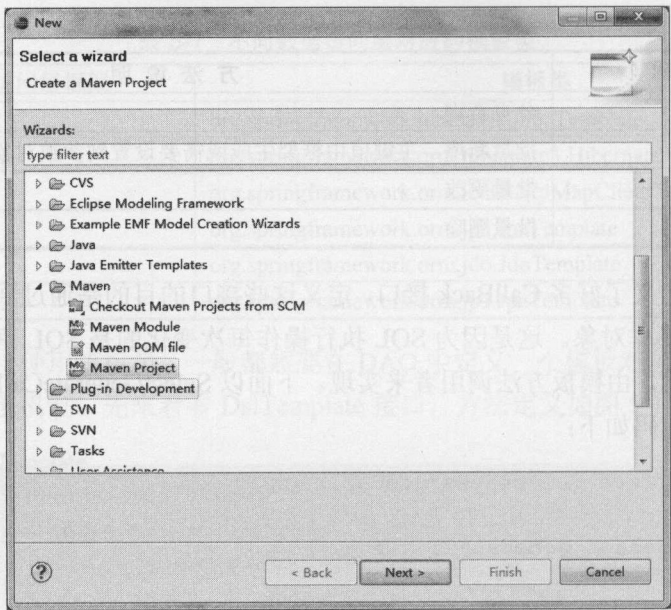 New
Select a wizard
Create a Maven Project
Wizards:
type filter text
CVS
Eclipse Modeling Framework
Example EMF Model Creation Wizards
Java
Java Emitter Templates
Maven
Checkout Maven Projects from SCM
Maven Module
Maven POM file
Maven Project
Plug-in Development
SVN
SVN
Tasks
User Assistance
< Back Next > Finish Cancel